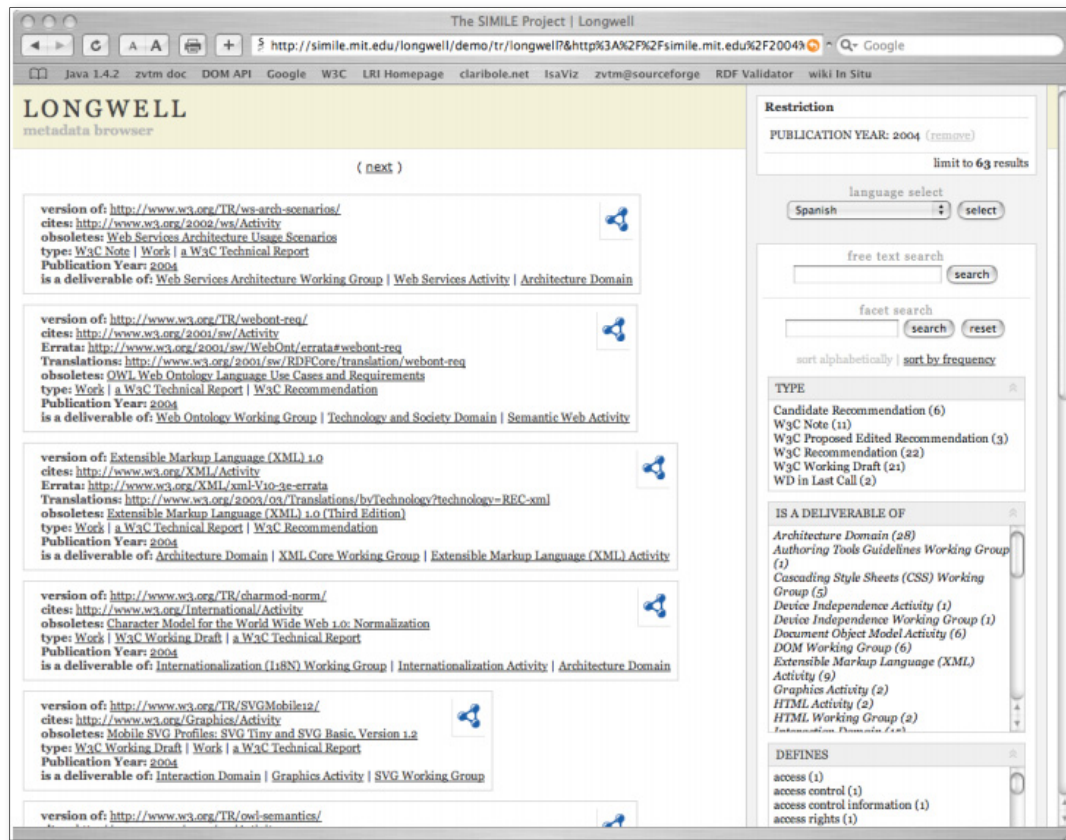 The SIMILE Project | Longwell
A A
http://simile.mit.edu/longwell/demo/tr/longwell?&http%3A%2F%2Fsimile.mit.edu%2F2004%
Google
Java 1.4.2 zvtm doc DOM API Google W3C LRI Homepage claribole.net IsaViz zvtm@sourceforge RDF Validator wiki In Situ
LONGWELL
metadata browser
( next )
version of: http://www.w3.org/TR/ws-arch-scenarios/
cites: http://www.w3.org/2002/ws/Activity
obsoletes: Web Services Architecture Usage Scenarios
type: W3C Note | Work | a W3C Technical Report
Publication Year: 2004
is a deliverable of: Web Services Architecture Working Group | Web Services Activity | Architecture Domain
version of: http://www.w3.org/TR/webont-req/
cites: http://www.w3.org/2001/sw/Activity
Errata: http://www.w3.org/2001/sw/WebOnt/errata#webont-req
Translations: http://www.w3.org/2001/sw/RDFCore/translation/webont-req
obsoletes: OWL Web Ontology Language Use Cases and Requirements
type: Work | a W3C Technical Report | W3C Recommendation
Publication Year: 2004
is a deliverable of: Web Ontology Working Group | Technology and Society Domain | Semantic Web Activity
version of: Extensible Markup Language (XML) 1.0
cites: http://www.w3.org/XML/Activity
Errata: http://www.w3.org/XML/xml-V10-3e-errata
Translations: http://www.w3.org/2003/03/Translations/byTechnology?technology=REC-xml
obsoletes: Extensible Markup Language (XML) 1.0 (Third Edition)
type: Work | a W3C Technical Report | W3C Recommendation
Publication Year: 2004
is a deliverable of: Architecture Domain | XML Core Working Group | Extensible Markup Language (XML) Activity
version of: http://www.w3.org/TR/charmod-norm/
cites: http://www.w3.org/International/Activity
obsoletes: Character Model for the World Wide Web 1.0: Normalization
type: Work | W3C Working Draft | a W3C Technical Report
Publication Year: 2004
is a deliverable of: Internationalization (I18N) Working Group | Internationalization Activity | Architecture Domain
version of: http://www.w3.org/TR/SVGMobile12/
cites: http://www.w3.org/Graphics/Activity
obsoletes: Mobile SVG Profiles: SVG Tiny and SVG Basic, Version 1.2
type: W3C Working Draft | Work | a W3C Technical Report
Publication Year: 2004
is a deliverable of: Interaction Domain | Graphics Activity | SVG Working Group
version of: http://www.w3.org/TR/owl-semantics/
Restriction
PUBLICATION YEAR: 2004 (remove)
limit to 63 results
language select
Spanish select
free text search
search
facet search
search reset
sort alphabetically | sort by frequency
TYPE
Candidate Recommendation (6)
W3C Note (11)
W3C Proposed Edited Recommendation (3)
W3C Recommendation (22)
W3C Working Draft (21)
WD in Last Call (2)
IS A DELIVERABLE OF
Architecture Domain (28)
Authoring Tools Guidelines Working Group
(1)
Cascading Style Sheets (CSS) Working
Group (5)
Device Independence Activity (1)
Device Independence Working Group (1)
Document Object Model Activity (6)
DOM Working Group (6)
Extensible Markup Language (XML)
Activity (9)
Graphics Activity (2)
HTML Activity (2)
HTML Working Group (2)
Interaction Domain (15)
DEFINES
access (1)
access control (1)
access control information (1)
access rights (1)